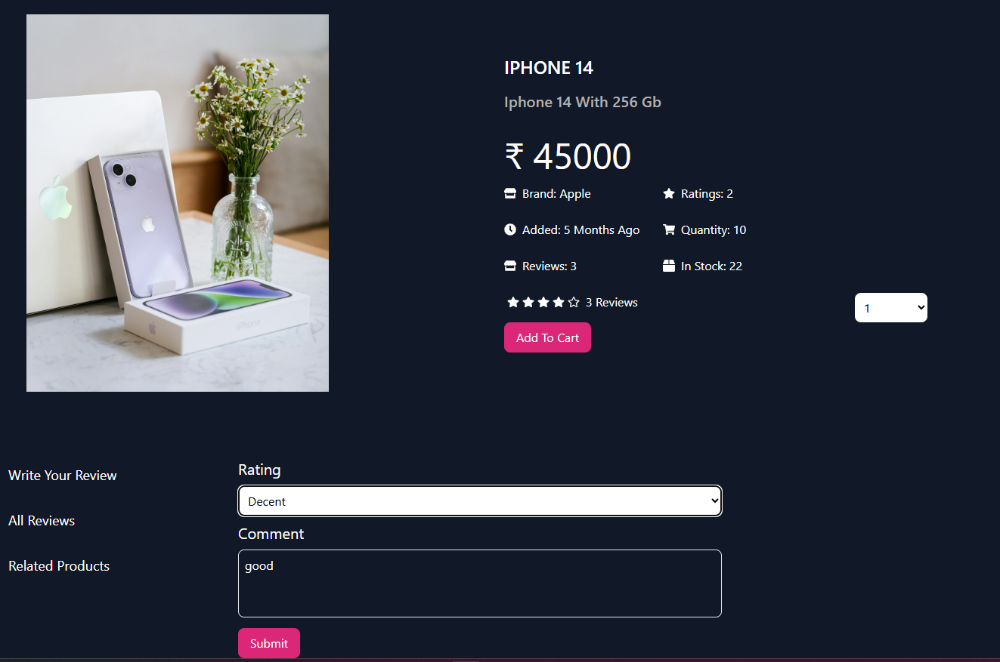 IPHONE 14
Iphone 14 With 256 Gb
₹ 45000
Brand: Apple
Ratings: 2
Added: 5 Months Ago
Quantity: 10
Reviews: 3
In Stock: 22
3 Reviews
1
Add To Cart
iPhone
Write Your Review
All Reviews
Related Products
Rating
Decent
Comment
good
Submit